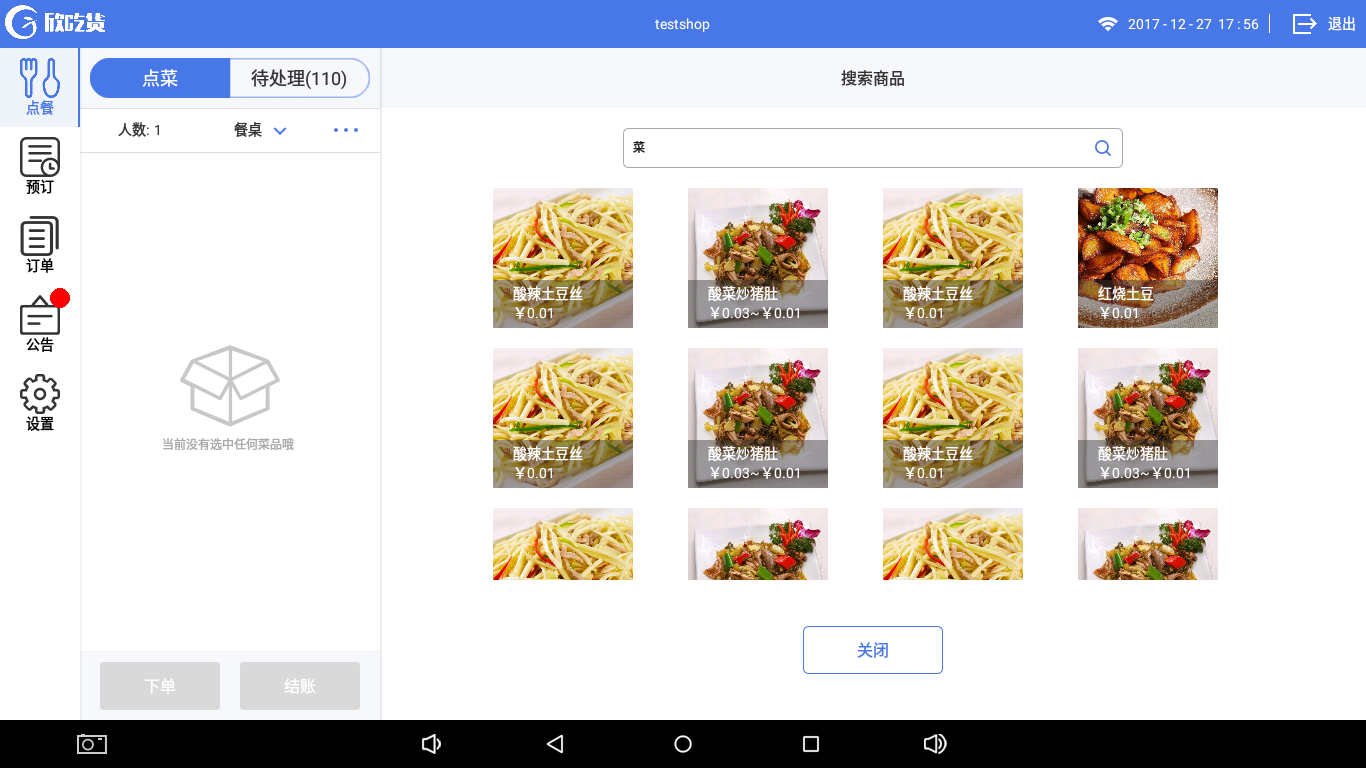 欣吃货
testshop
2017-12-27 17:56
退出
点餐
预订
订单
公告
设置
点菜
待处理(110)
人数: 1
餐桌
当前没有选中任何菜品哦
下单
结账
搜索商品
菜
酸辣土豆丝
￥0.01
酸菜炒猪肚
￥0.03~￥0.01
酸辣土豆丝
￥0.01
红烧土豆
￥0.01
酸辣土豆丝
￥0.01
酸菜炒猪肚
￥0.03~￥0.01
酸辣土豆丝
￥0.01
酸菜炒猪肚
￥0.03~￥0.01
关闭